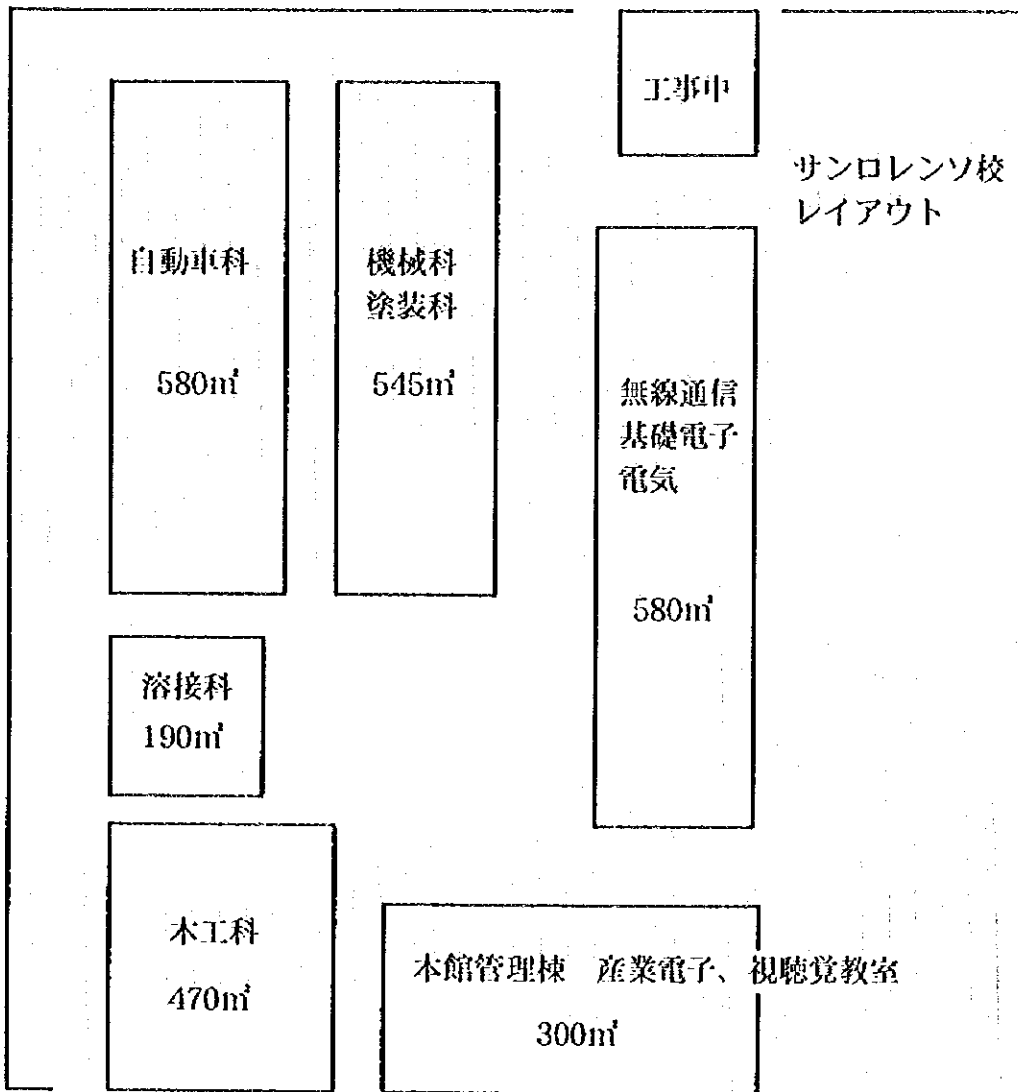 工事中
サンロレンソ校
レイアウト
自動車科
580㎡
機械科
塗装科
545㎡
無線通信
基礎電子
電気
580㎡
溶接科
190㎡
木工科
470㎡
本館管理棟 産業電子、視聴覚教室
300㎡